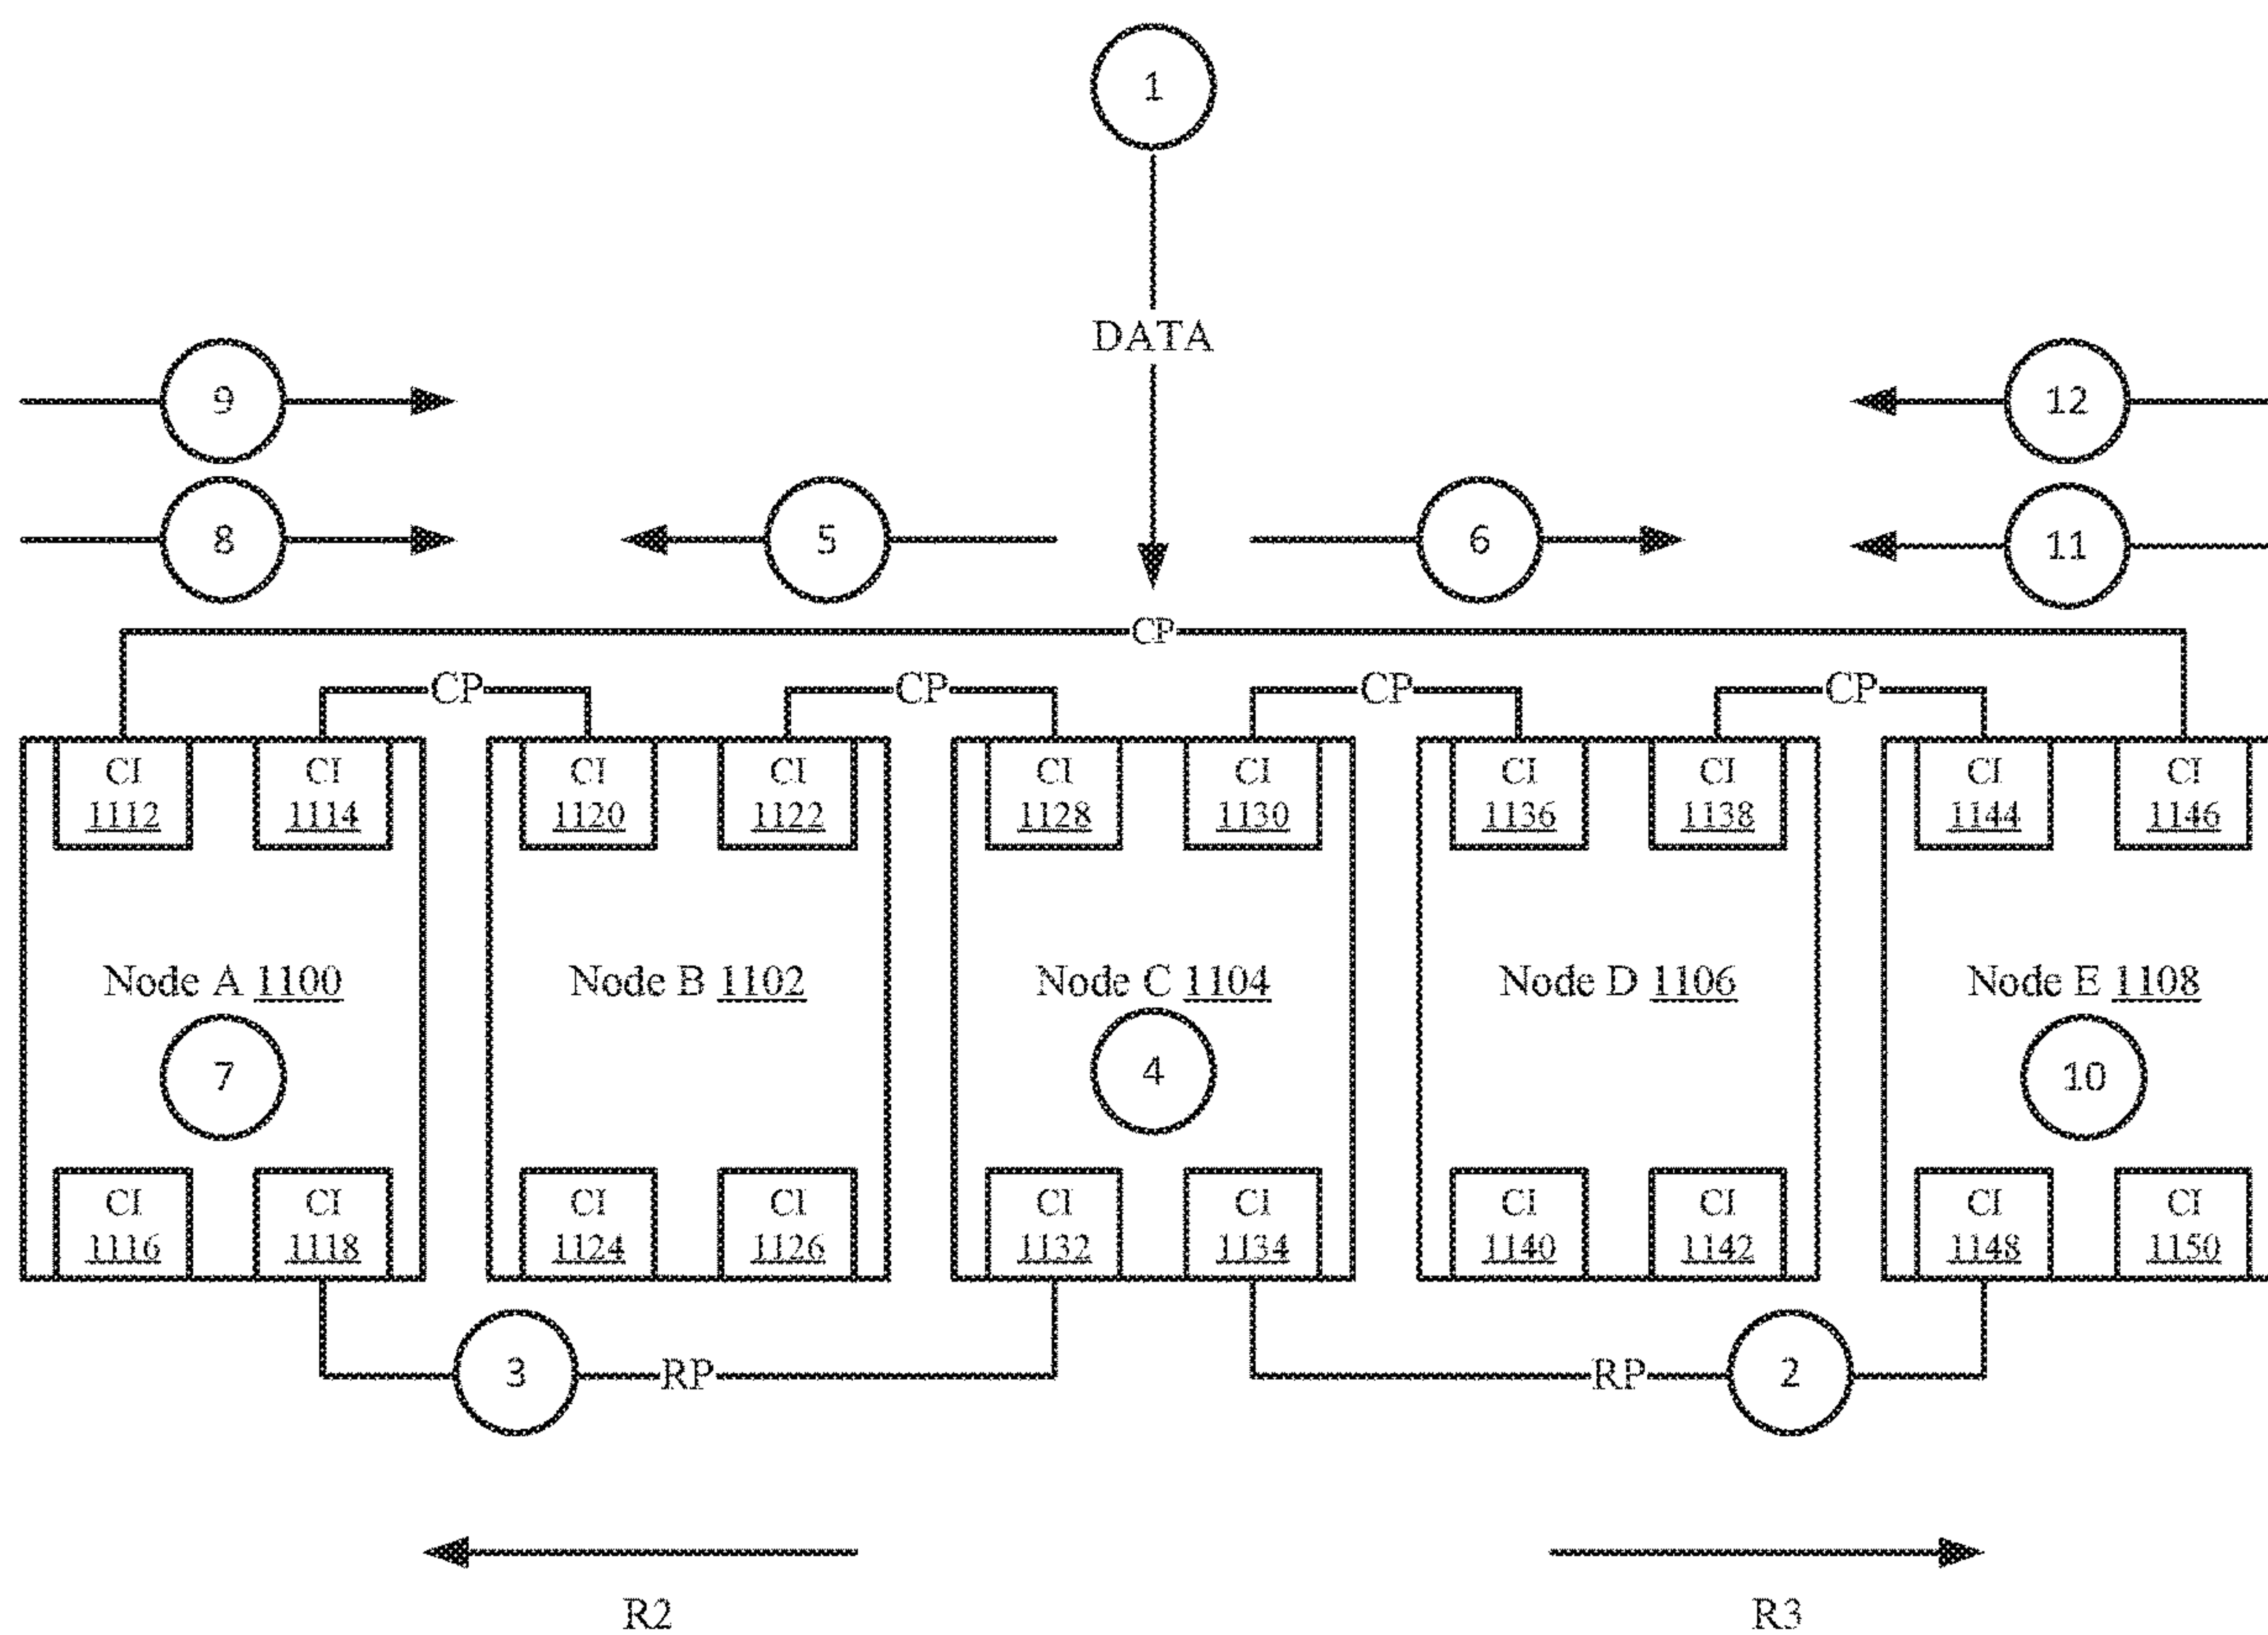 1
DATA
9
12
8
5
6
11
CP
CP
CP
CP
CP
CI
1112
CI
1114
CI
1120
CI
1122
CI
1128
CI
1130
CI
1136
CI
1138
CI
1144
CI
1146
Node A 1100
Node B 1102
Node C 1104
Node D 1106
Node E 1108
7
4
10
CI
1116
CI
1118
CI
1124
CI
1126
CI
1132
CI
1134
CI
1140
CI
1142
CI
1148
CI
1150
3
RP
RP
2
R2
R3